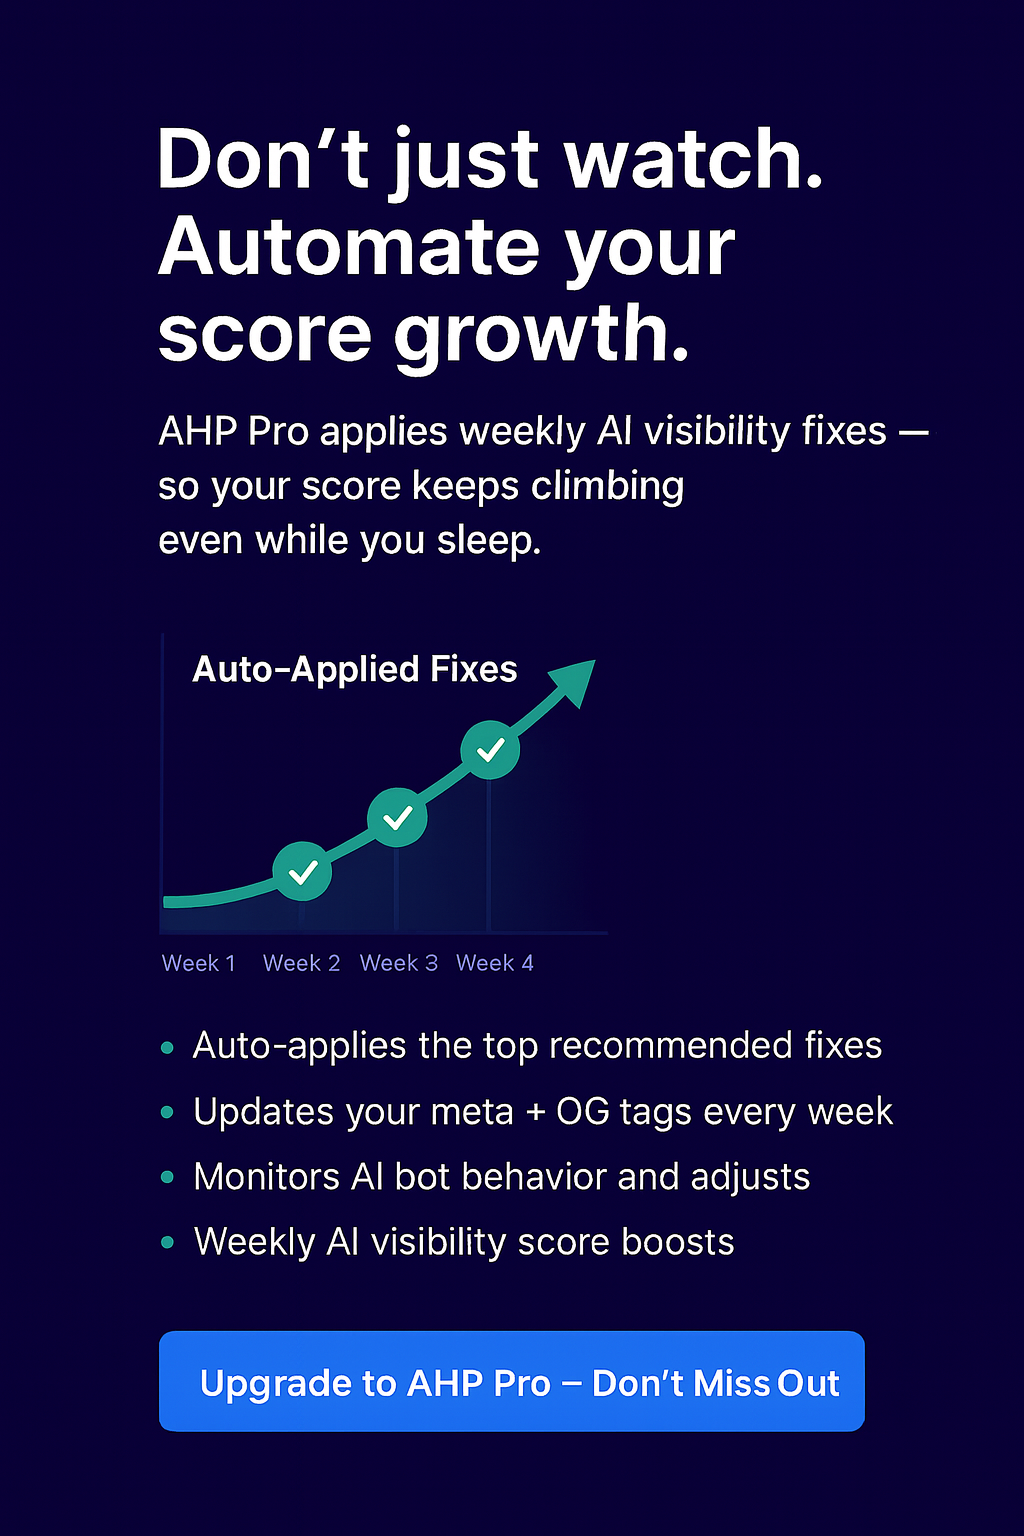 Don’t just watch.
Automate your
score growth.
AHP Pro applies weekly AI visibility fixes —
so your score keeps climbing
even while you sleep.
Auto-Applied Fixes
Week 1 Week 2 Week 3 Week 4
• Auto-applies the top recommended fixes
• Updates your meta + OG tags every week
• Monitors AI bot behavior and adjusts
• Weekly AI visibility score boosts
Upgrade to AHP Pro – Don’t Miss Out